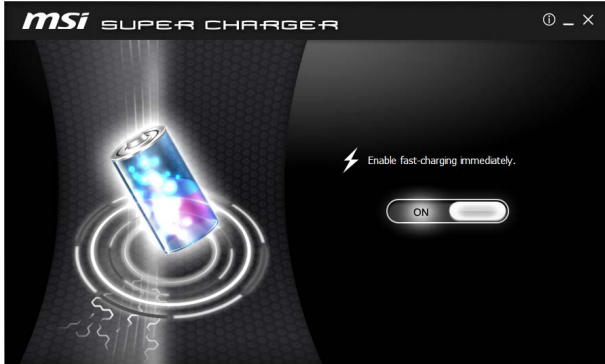 msi SUPER CHARGER
Enable fast-charging immediately.
ON